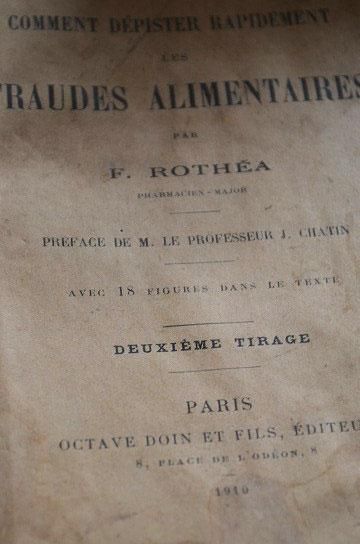 COMMENT DÉPISTER RAPIDEMENT
LES
FRAUDES ALIMENTAIRES
PAR
F. ROTHÉA
PHARMACIEN-MAJOR
PRÉFACE DE M. LE PROFESSEUR J. CHATIN
AVEC 18 FIGURES DANS LE TEXTE
DEUXIÈME TIRAGE
PARIS
OCTAVE DOIN ET FILS, ÉDITEU
8, PLACE DE L'ODÉON, 8
1910